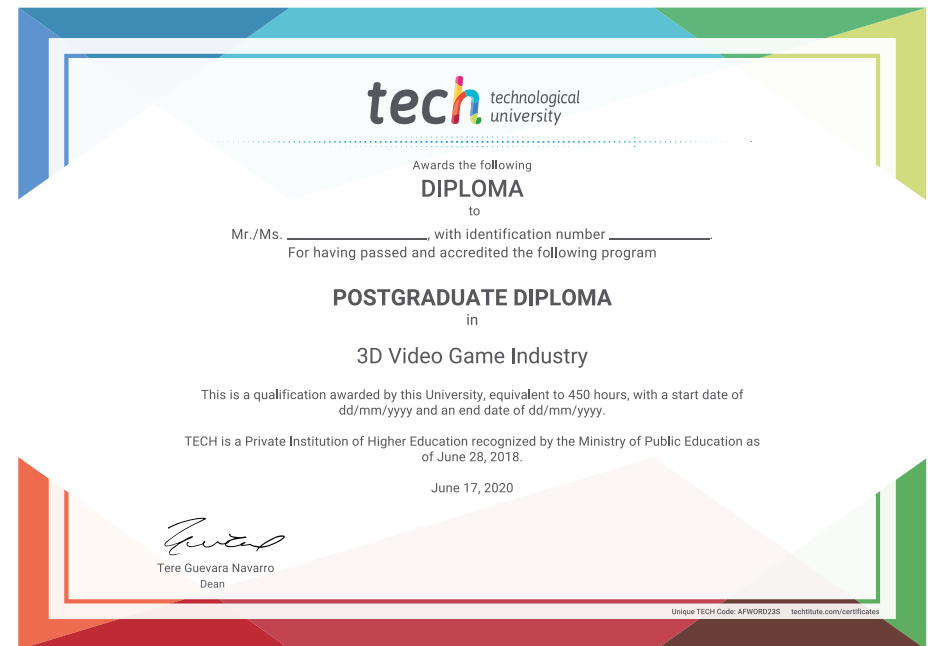 tech technological
university
Awards the following
DIPLOMA
to
Mr./Ms. ____________________, with identification number ______________.
For having passed and accredited the following program
POSTGRADUATE DIPLOMA
in
3D Video Game Industry
This is a qualification awarded by this University, equivalent to 450 hours, with a start date of
dd/mm/yyyy and an end date of dd/mm/yyyy.
TECH is a Private Institution of Higher Education recognized by the Ministry of Public Education as
of June 28, 2018.
June 17, 2020
Tere Guevara Navarro
Dean
Unique TECH Code: AFWORD23S techtitute.com/certificates